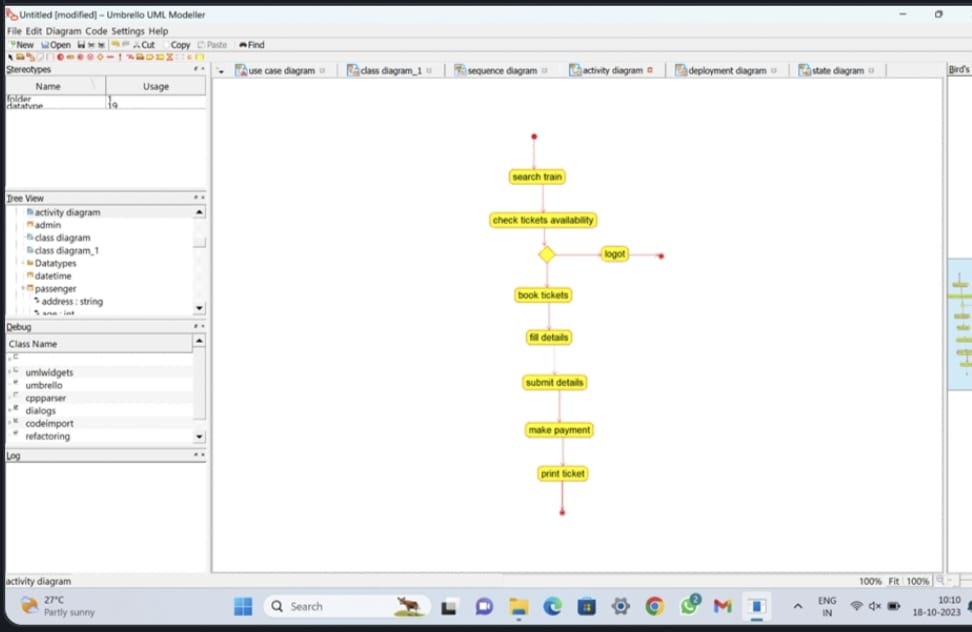 Untitled [modified] – Umbrello UML Modeller
File Edit Diagram Code Settings Help
New Open Cut Copy Paste Find
Stereotypes
Name Usage
folder 1
datatype 19
use case diagram
class diagram_1
sequence diagram
activity diagram
deployment diagram
state diagram
Bird's
search train
check tickets availability
logot
book tickets
fill details
submit details
make payment
print ticket
Tree View
activity diagram
admin
class diagram
class diagram_1
Datatypes
datetime
passenger
address : string
age : int
Debug
Class Name
umlwidgets
umbrello
cppparser
dialogs
codeimport
refactoring
Log
activity diagram
100% Fit 100%
27°C
Partly sunny
Search
2
ENG
IN
10:10
18-10-2023